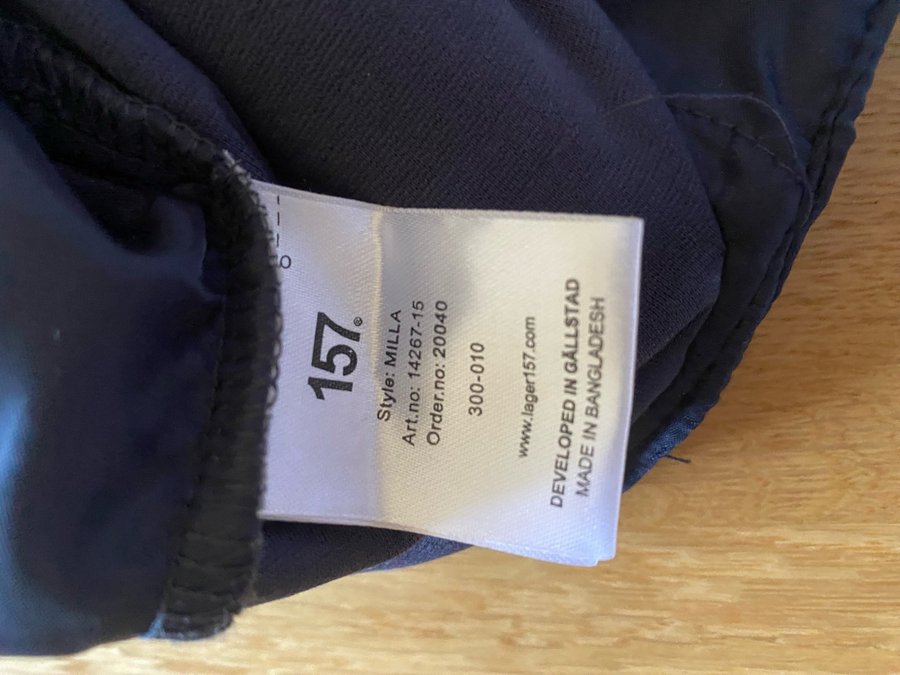 157®
Style: MILLA
Art.no: 14267-15
Order.no: 20040
300-010
www.lager157.com
DEVELOPED IN GÄLLSTAD
MADE IN BANGLADESH